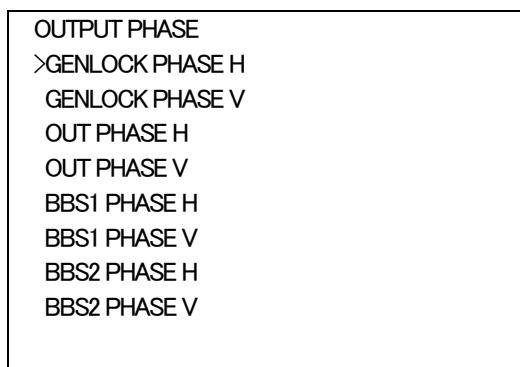 OUTPUT PHASE
>GENLOCK PHASE H
GENLOCK PHASE V
OUT PHASE H
OUT PHASE V
BBS1 PHASE H
BBS1 PHASE V
BBS2 PHASE H
BBS2 PHASE V